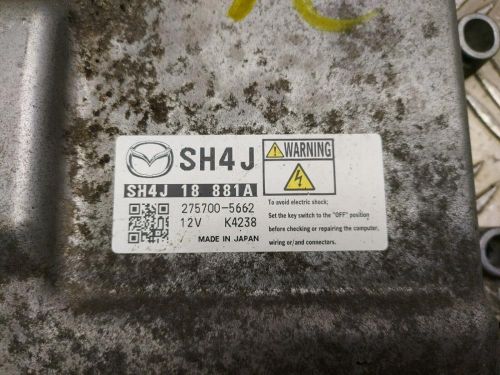 SH4J
SH4J 18 881A
275700-5662
12V K4238
MADE IN JAPAN
WARNING
To avoid electric shock;
Set the key switch to the "OFF" position
before checking or repairing the computer,
wiring or/and connectors.